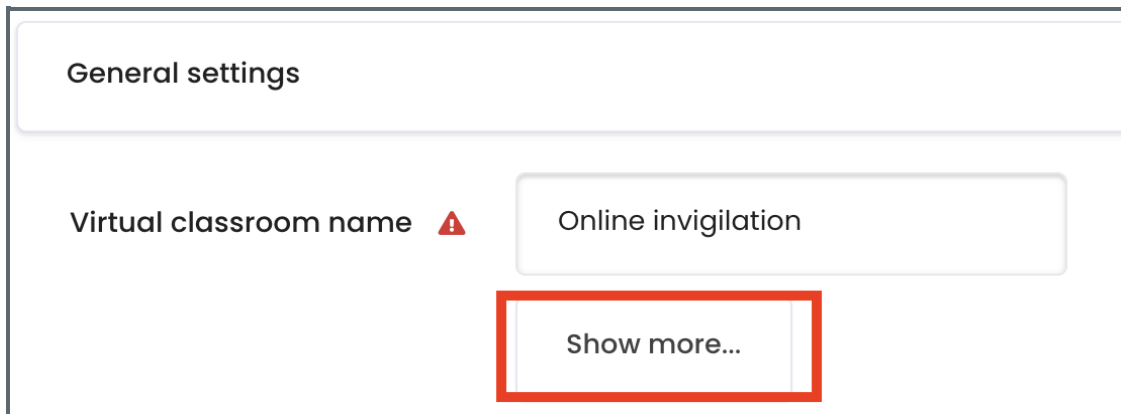 General settings
Virtual classroom name
Online invigilation
Show more...